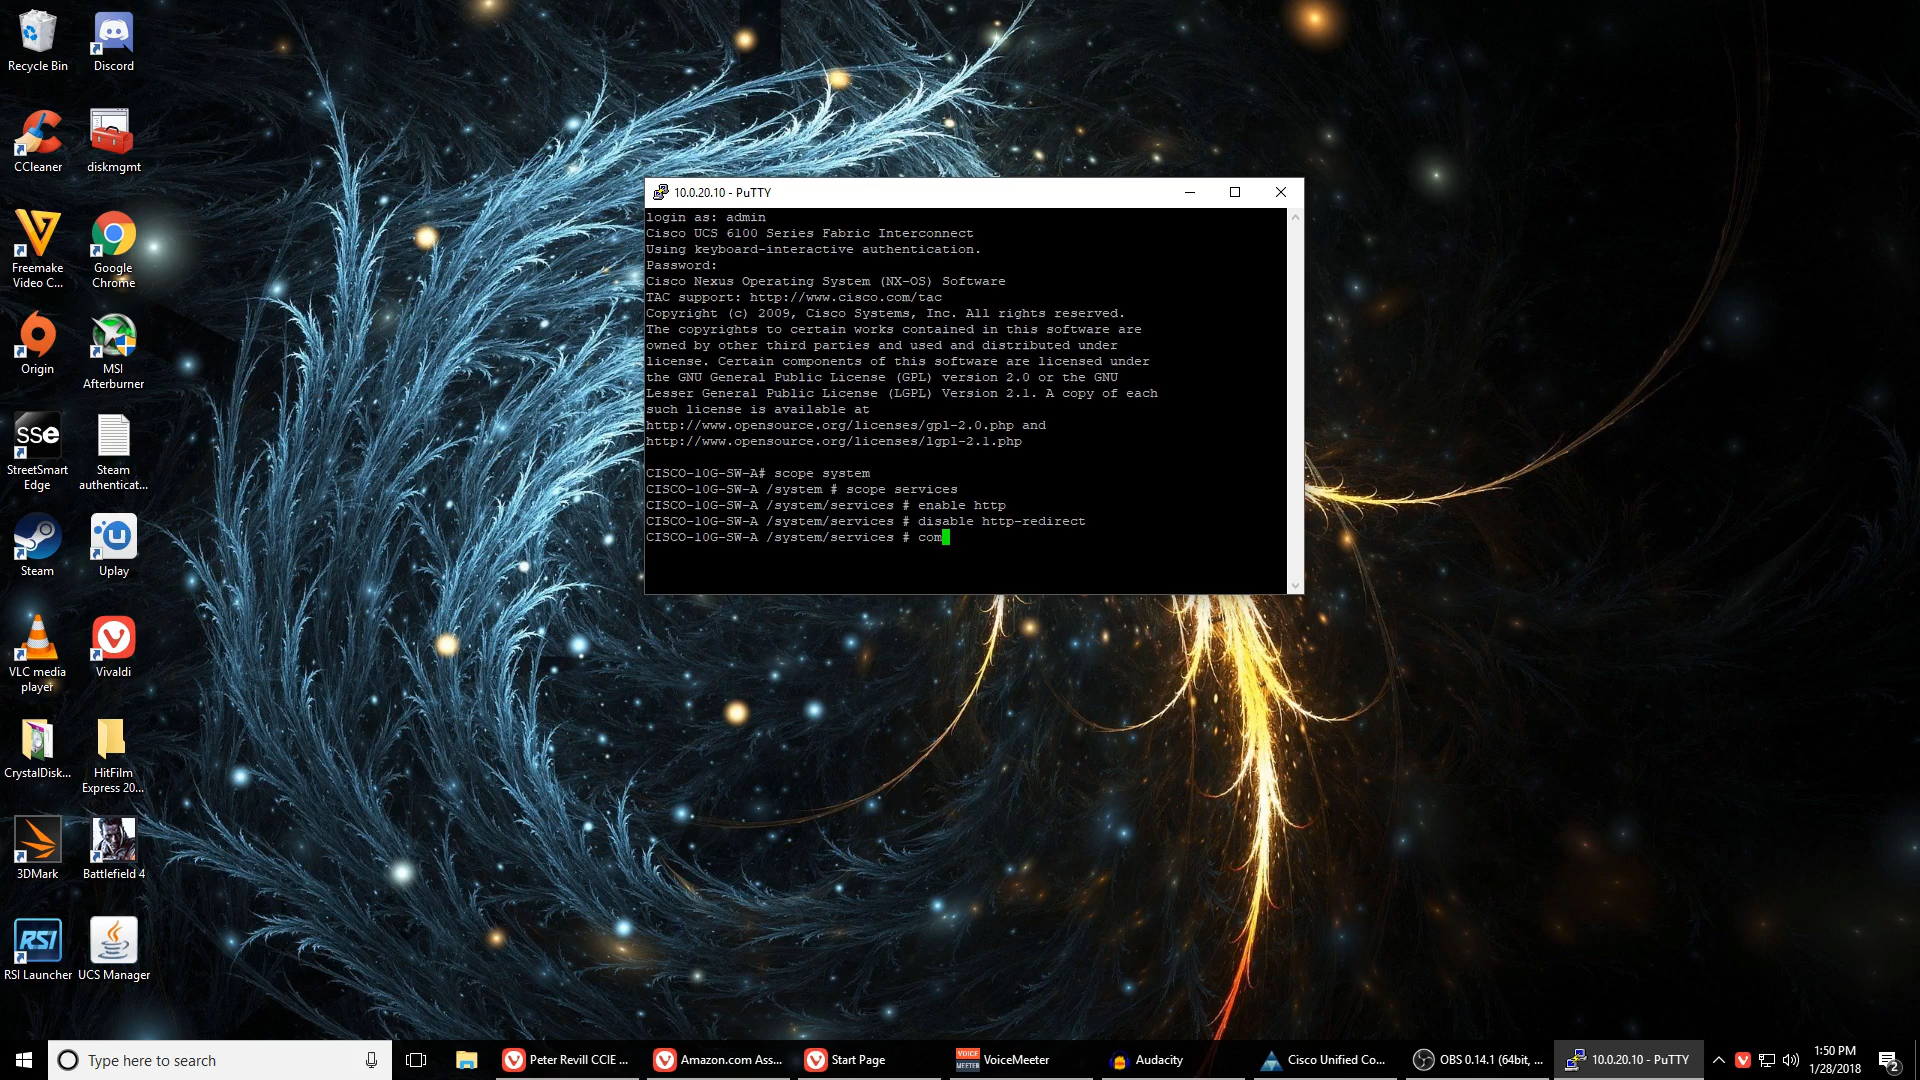 Recycle Bin
Discord
CCleaner
diskmgmt
Freemake
Video C...
Google
Chrome
Origin
MSI
Afterburner
sse
StreetSmart
Edge
Steam
authenticat...
Steam
Uplay
VLC media
player
Vivaldi
CrystalDisk...
HitFilm
Express 20...
3DMark
Battlefield 4
RSI
RSI Launcher
UCS Manager
10.0.20.10 - PuTTY
login as: admin
Cisco UCS 6100 Series Fabric Interconnect
Using keyboard-interactive authentication.
Password:
Cisco Nexus Operating System (NX-OS) Software
TAC support: http://www.cisco.com/tac
Copyright (c) 2009, Cisco Systems, Inc. All rights reserved.
The copyrights to certain works contained in this software are
owned by other third parties and used and distributed under
license. Certain components of this software are licensed under
the GNU General Public License (GPL) version 2.0 or the GNU
Lesser General Public License (LGPL) Version 2.1. A copy of each
such license is available at
http://www.opensource.org/licenses/gpl-2.0.php and
http://www.opensource.org/licenses/lgpl-2.1.php
CISCO-10G-SW-A# scope system
CISCO-10G-SW-A /system # scope services
CISCO-10G-SW-A /system/services # enable http
CISCO-10G-SW-A /system/services # disable http-redirect
CISCO-10G-SW-A /system/services # com
Type here to search
Peter Revill CCIE ...
Amazon.com Ass...
Start Page
VOICE
MEETER
VoiceMeeter
Audacity
Cisco Unified Co...
OBS 0.14.1 (64bit, ...
10.0.20.10 - PuTTY
1:50 PM
1/28/2018
2